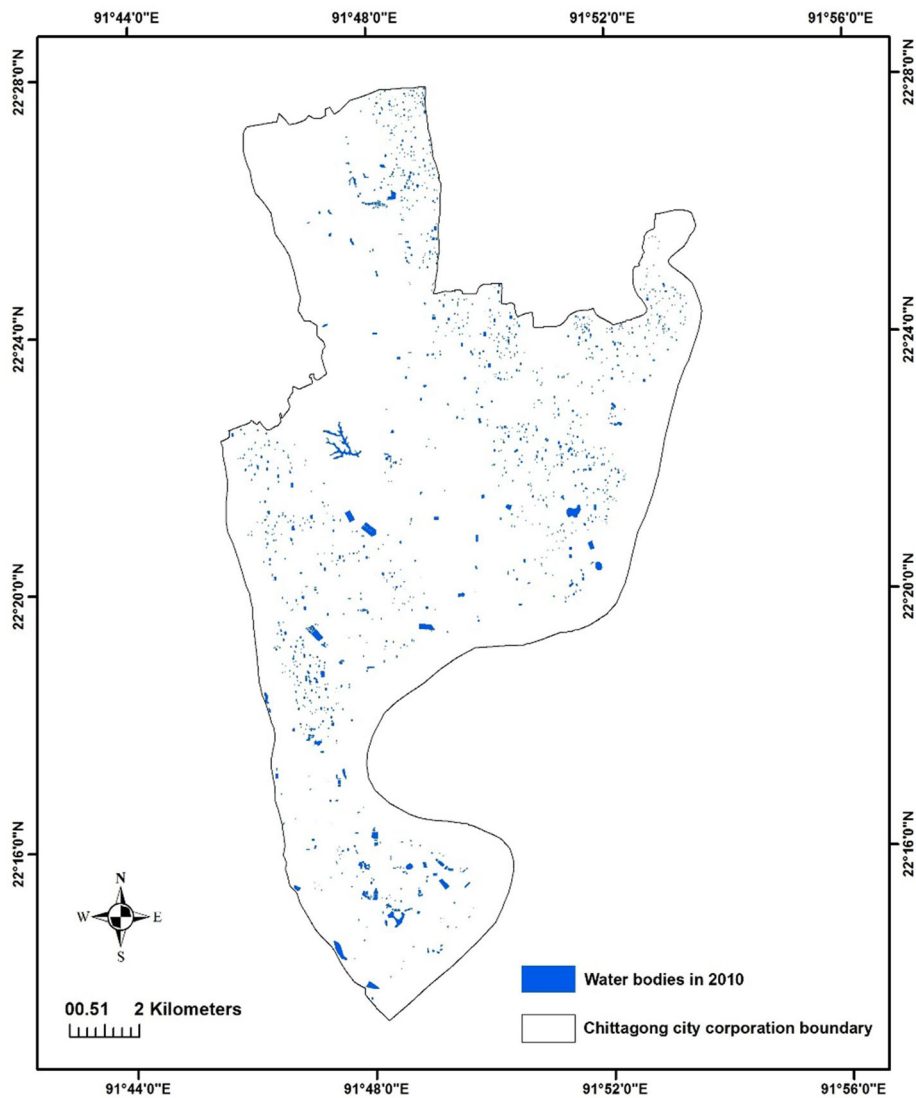 91°44'0"E 91°48'0"E 91°52'0"E 91°56'0"E
22°28'0"N 22°28'0"N
22°24'0"N 22°24'0"N
22°20'0"N 22°20'0"N
22°16'0"N 22°16'0"N
N
W E
S
Water bodies in 2010
00.51 2 Kilometers
Chittagong city corporation boundary
91°44'0"E 91°48'0"E 91°52'0"E 91°56'0"E